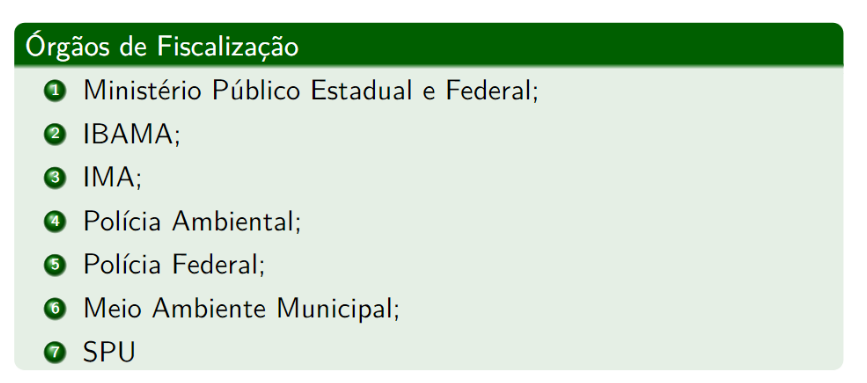 Órgãos de Fiscalização
1 Ministério Público Estadual e Federal;
2 IBAMA;
3 IMA;
4 Polícia Ambiental;
5 Polícia Federal;
6 Meio Ambiente Municipal;
7 SPU